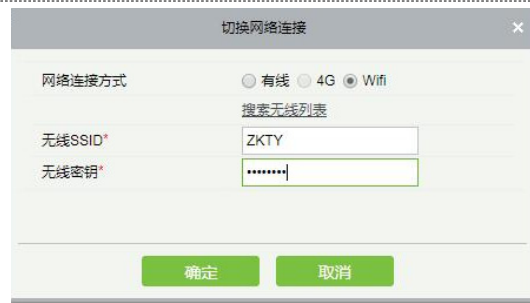 切换网络连接 ×
网络连接方式 有线 4G Wifi
搜索无线列表
无线SSID* ZKTY
无线密钥* ••••••••
确定 取消